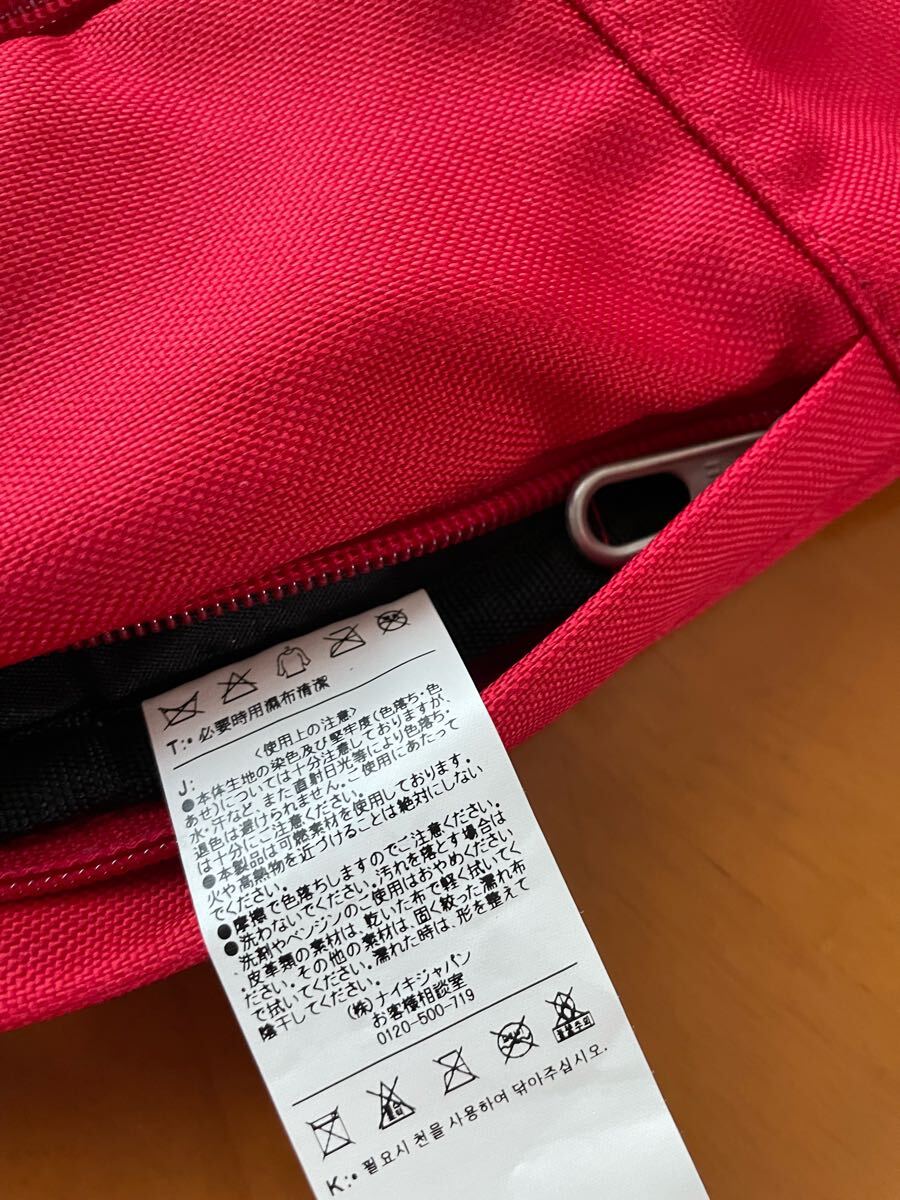 T:• 必要時用濕布清潔
J:
〈使用上の注意〉
●本体生地の染色及び堅牢度(色落ち・色
あせ)については十分注意しておりますが、
水・汗など、また直射日光等により色落ち・
退色は避けられません。ご使用にあたって
は十分にご注意ください。
●本製品は可燃素材を使用しております。
火や高熱物を近づけることは絶対にしない
でください。
●摩擦で色落ちしますのでご注意ください。
●洗わないでください。汚れを落とす場合は
洗剤やベンジンのご使用はおやめください
。皮革類の素材は、乾いた布で軽く拭いてく
ださい。その他の素材は、固く絞った濡れ布
で拭いてください。濡れた時は、形を整えて
陰干してください。
(株)ナイキジャパン
お客様相談室
0120-500-719
K:• 필요시 천을 사용하여 닦아주십시오.